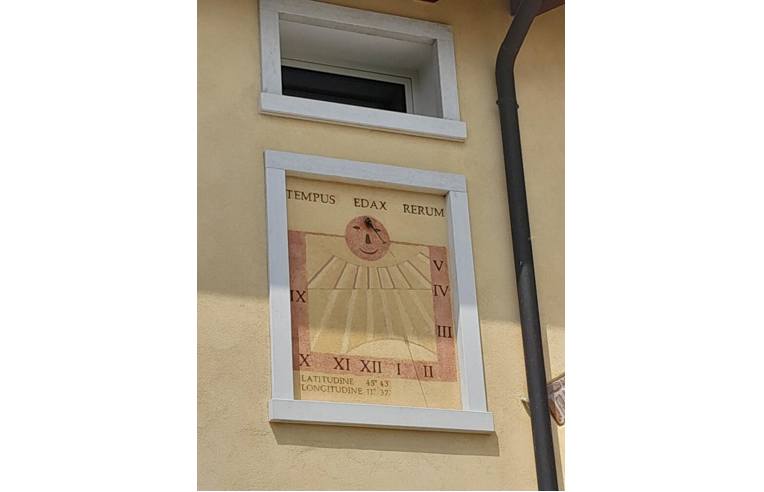 TEMPUS EDAX RERUM
V
IX IV
III
X XI XII I II
LATITUDINE 45° 43'
LONGITUDINE 11° 37'